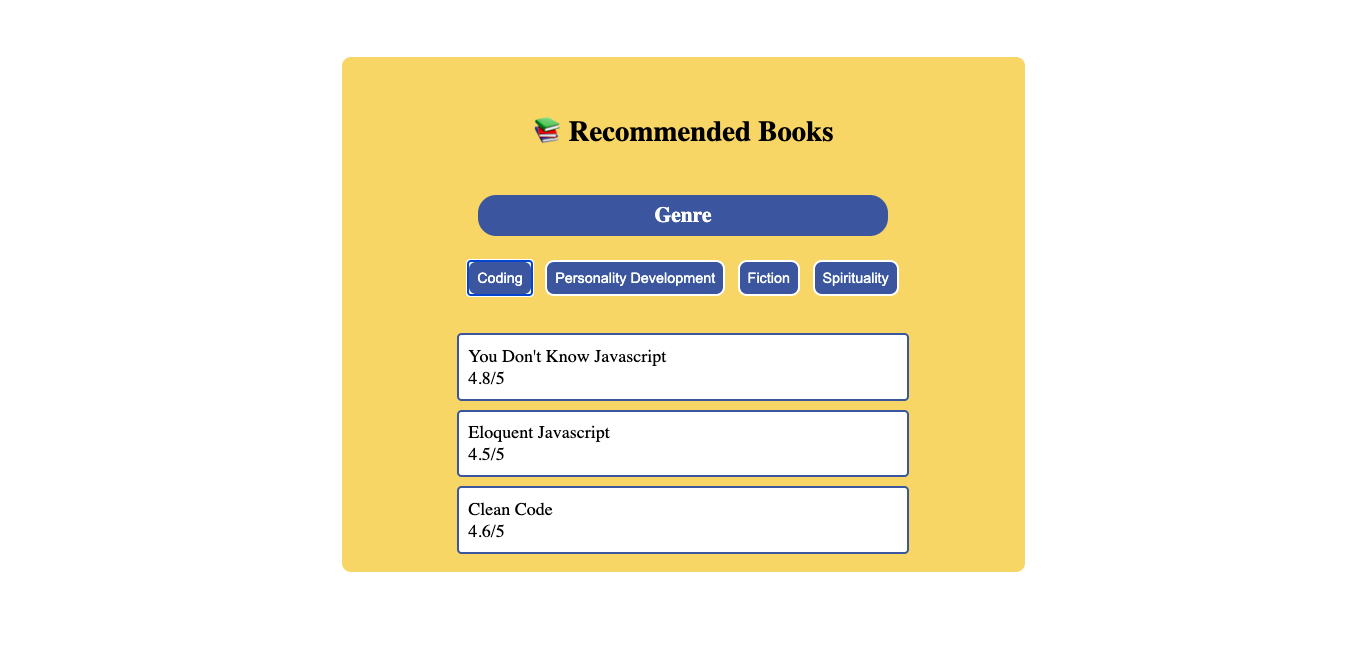 📚 Recommended Books
Genre
Coding Personality Development Fiction Spirituality
You Don't Know Javascript
4.8/5
Eloquent Javascript
4.5/5
Clean Code
4.6/5